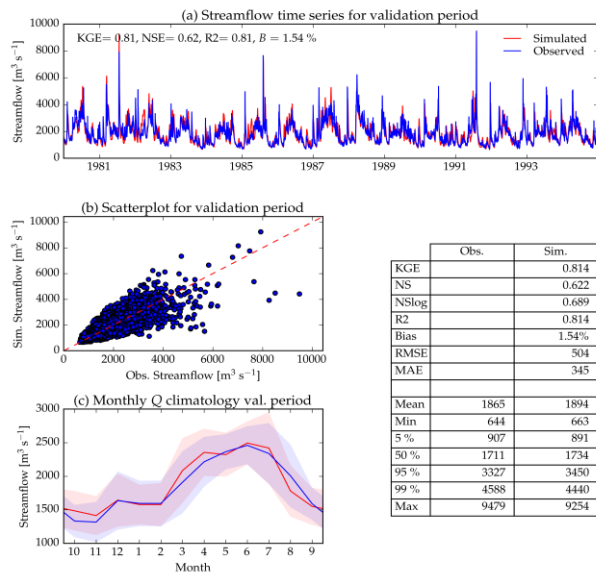 (a) Streamflow time series for validation period
KGE= 0.81, NSE= 0.62, R2= 0.81, B = 1.54 %
Simulated
Observed
Streamflow [m³ s⁻¹]
10000
8000
6000
4000
2000
0
1981 1983 1985 1987 1989 1991 1993
(b) Scatterplot for validation period
Sim. Streamflow [m³ s⁻¹]
10000
8000
6000
4000
2000
0
0 2000 4000 6000 8000 10000
Obs. Streamflow [m³ s⁻¹]
(c) Monthly Q climatology val. period
Streamflow [m³ s⁻¹]
3000
2500
2000
1500
1000
10 11 12 1 2 3 4 5 6 7 8 9
Month
Obs. Sim.
KGE 0.814
NS 0.622
NSlog 0.689
R2 0.814
Bias 1.54%
RMSE 504
MAE 345
Mean 1865 1894
Min 644 663
5 % 907 891
50 % 1711 1734
95 % 3327 3450
99 % 4588 4440
Max 9479 9254